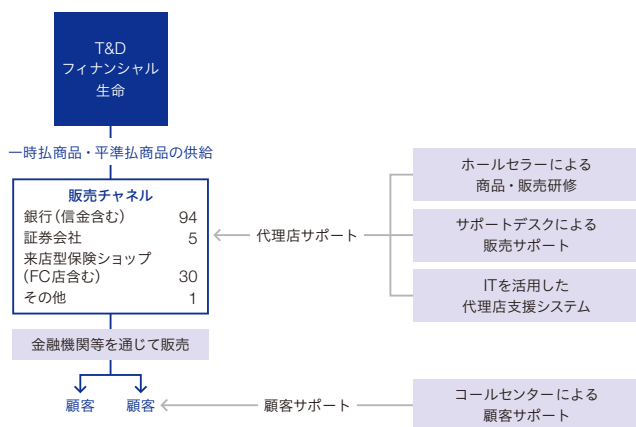 T&D
フィナンシャル
生命
一時払商品・平準払商品の供給
販売チャネル
銀行(信金含む) 94
証券会社 5
来店型保険ショップ
(FC店含む) 30
その他 1
代理店サポート
ホールセラーによる
商品・販売研修
サポートデスクによる
販売サポート
ITを活用した
代理店支援システム
金融機関等を通じて販売
顧客 顧客
顧客サポート
コールセンターによる
顧客サポート